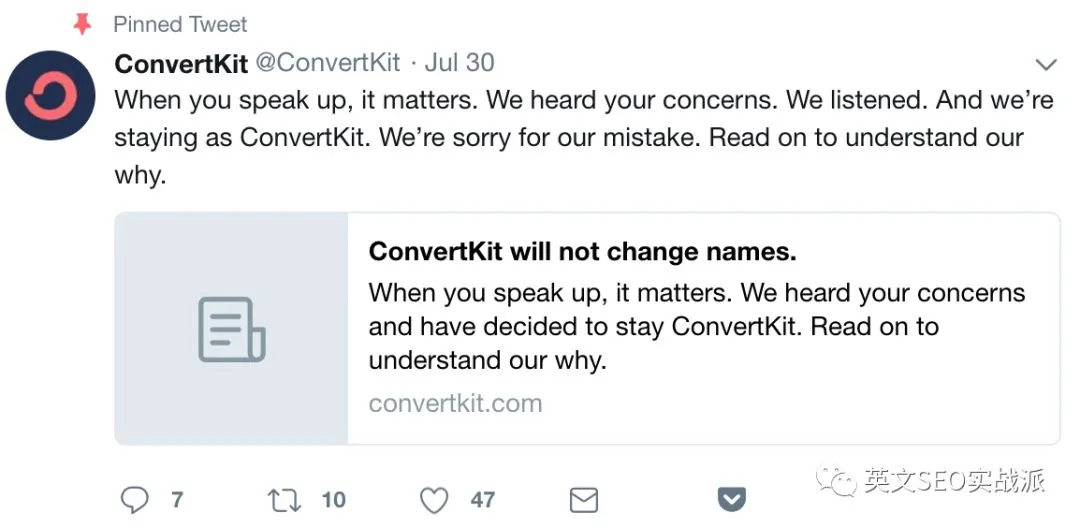 Pinned Tweet
ConvertKit @ConvertKit · Jul 30
When you speak up, it matters. We heard your concerns. We listened. And we’re
staying as ConvertKit. We’re sorry for our mistake. Read on to understand our
why.
ConvertKit will not change names.
When you speak up, it matters. We heard your concerns
and have decided to stay ConvertKit. Read on to
understand our why.
convertkit.com
7 10 47
英文SEO实战派